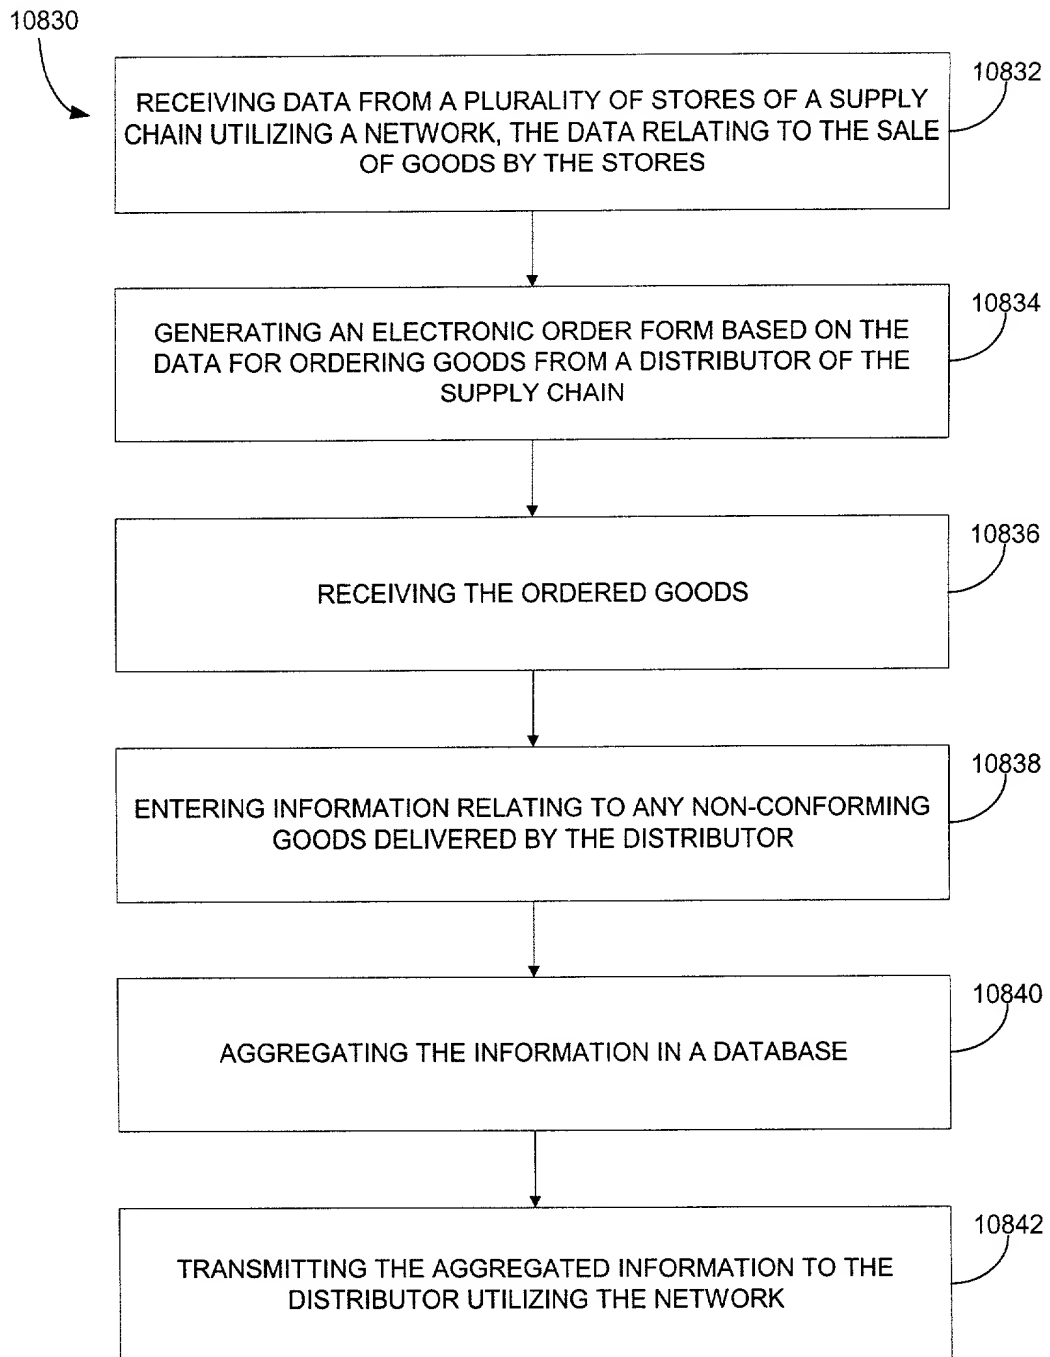 10830
10832
RECEIVING DATA FROM A PLURALITY OF STORES OF A SUPPLY
CHAIN UTILIZING A NETWORK, THE DATA RELATING TO THE SALE
OF GOODS BY THE STORES
10834
GENERATING AN ELECTRONIC ORDER FORM BASED ON THE
DATA FOR ORDERING GOODS FROM A DISTRIBUTOR OF THE
SUPPLY CHAIN
10836
RECEIVING THE ORDERED GOODS
10838
ENTERING INFORMATION RELATING TO ANY NON-CONFORMING
GOODS DELIVERED BY THE DISTRIBUTOR
10840
AGGREGATING THE INFORMATION IN A DATABASE
10842
TRANSMITTING THE AGGREGATED INFORMATION TO THE
DISTRIBUTOR UTILIZING THE NETWORK